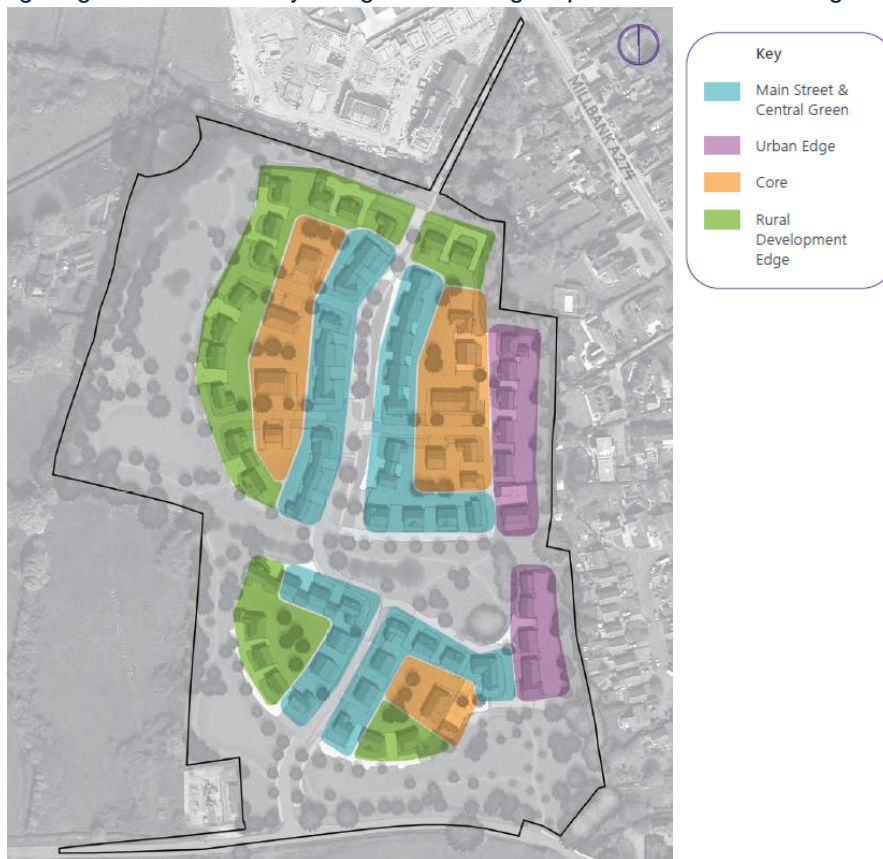 Key
Main Street &
Central Green
Urban Edge
Core
Rural
Development
Edge
MILLBANK A274